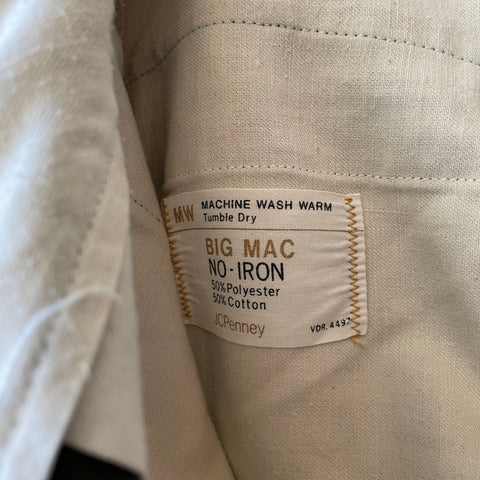 MW MACHINE WASH WARM
Tumble Dry
BIG MAC
NO-IRON
50% Polyester
50% Cotton
JCPenney
VDR. 4497